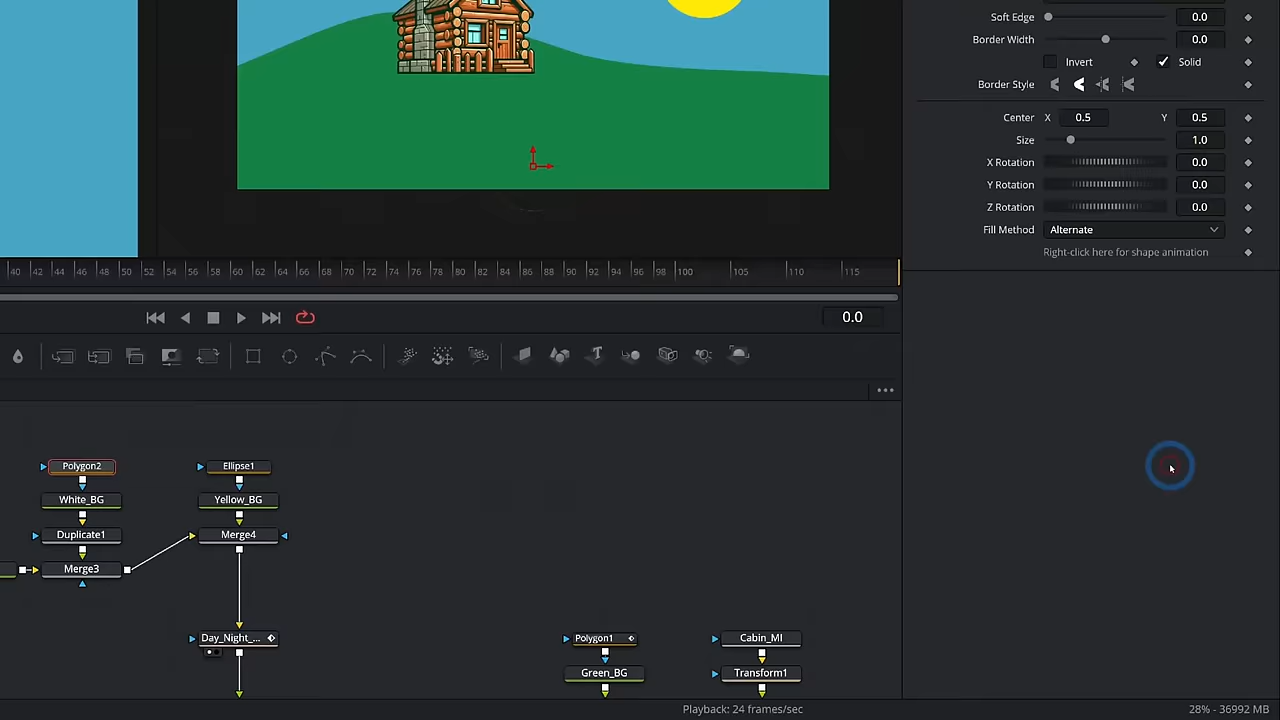 Soft Edge 0.0
Border Width 0.0
Invert Solid
Border Style
Center X 0.5 Y 0.5
Size 1.0
X Rotation 0.0
Y Rotation 0.0
Z Rotation 0.0
Fill Method Alternate
Right-click here for shape animation
40 42 44 46 48 50 52 54 56 58 60 62 64 66 68 70 72 74 76 78 80 82 84 86 88 90 92 94 96 98 100 105 110 115
0.0
Polygon2 Ellipse1
White_BG Yellow_BG
Duplicate1 Merge4
Merge3
Day_Night_... Polygon1 Cabin_MI
Green_BG Transform1
Playback: 24 frames/sec 28% - 36992 MB